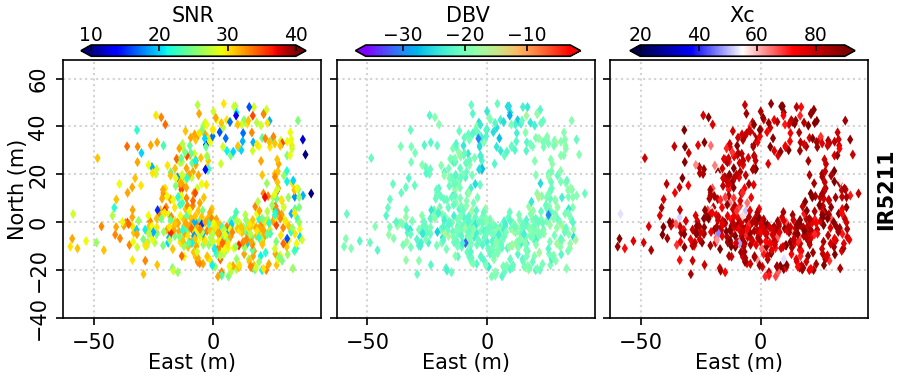 SNR
DBV
Xc
10 20 30 40
−30 −20 −10
20 40 60 80
60
40
20
0
−20
−40
North (m)
IR5211
−50 0
−50 0
−50 0
East (m)
East (m)
East (m)